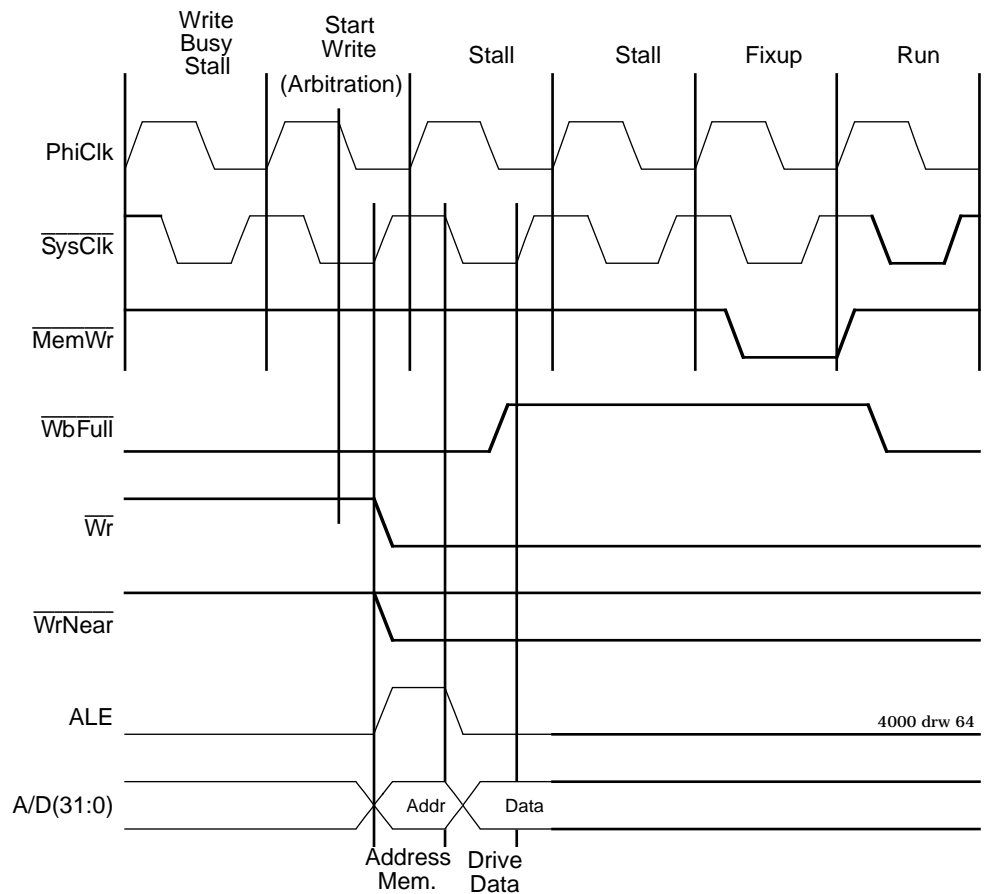 Write
Busy
Stall
Start
Write
(Arbitration)
Stall
Stall
Fixup
Run
PhiClk
SysClk
MemWr
WbFull
Wr
WrNear
ALE
4000 drw 64
A/D(31:0)
Addr
Data
Address
Mem.
Drive
Data